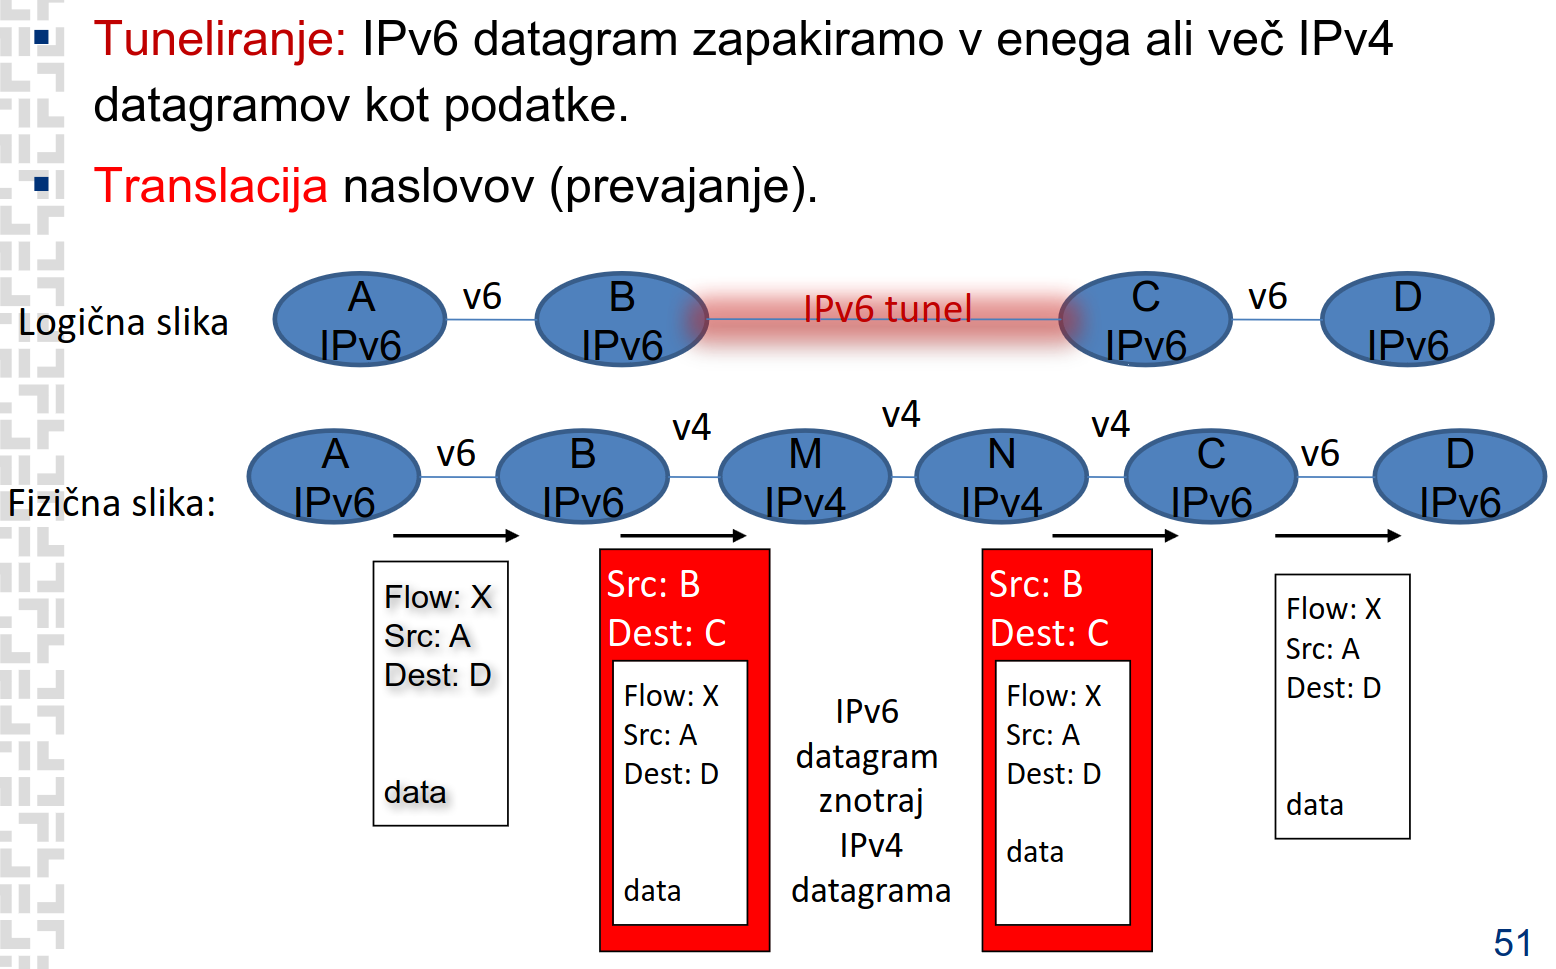 Tuneliranje: IPv6 datagram zapakiramo v enega ali več IPv4
datagramov kot podatke.
Translacija naslovov (prevajanje).
Logična slika
A
IPv6
v6
B
IPv6
IPv6 tunel
C
IPv6
v6
D
IPv6
Fizična slika:
A
IPv6
v6
B
IPv6
v4
M
IPv4
v4
N
IPv4
v4
C
IPv6
v6
D
IPv6
Flow: X
Src: A
Dest: D
data
Src: B
Dest: C
Flow: X
Src: A
Dest: D
data
IPv6
datagram
znotraj
IPv4
datagrama
Src: B
Dest: C
Flow: X
Src: A
Dest: D
data
Flow: X
Src: A
Dest: D
data
51